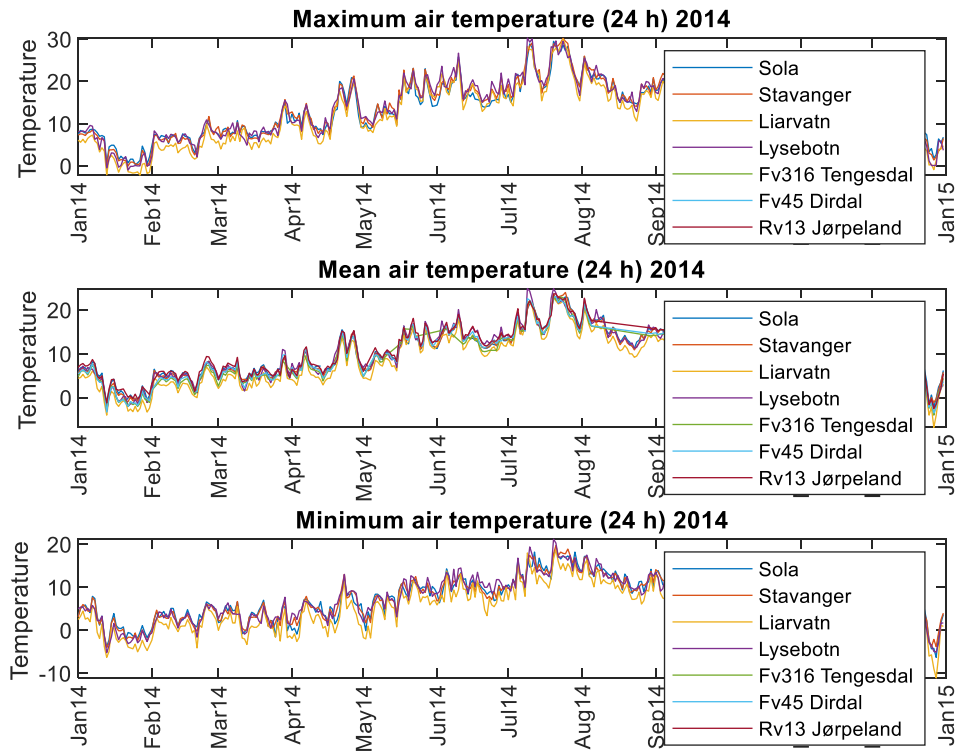 Maximum air temperature (24 h) 2014
Temperature
30
20
10
0
Jan14
Feb14
Mar14
Apr14
May14
Jun14
Jul14
Aug14
Sep14
Jan15
Sola
Stavanger
Liarvatn
Lysebotn
Fv316 Tengesdal
Fv45 Dirdal
Rv13 Jørpeland
Mean air temperature (24 h) 2014
Temperature
20
10
0
Jan14
Feb14
Mar14
Apr14
May14
Jun14
Jul14
Aug14
Sep14
Jan15
Sola
Stavanger
Liarvatn
Lysebotn
Fv316 Tengesdal
Fv45 Dirdal
Rv13 Jørpeland
Minimum air temperature (24 h) 2014
Temperature
20
10
0
-10
Jan14
Feb14
Mar14
Apr14
May14
Jun14
Jul14
Aug14
Sep14
Jan15
Sola
Stavanger
Liarvatn
Lysebotn
Fv316 Tengesdal
Fv45 Dirdal
Rv13 Jørpeland